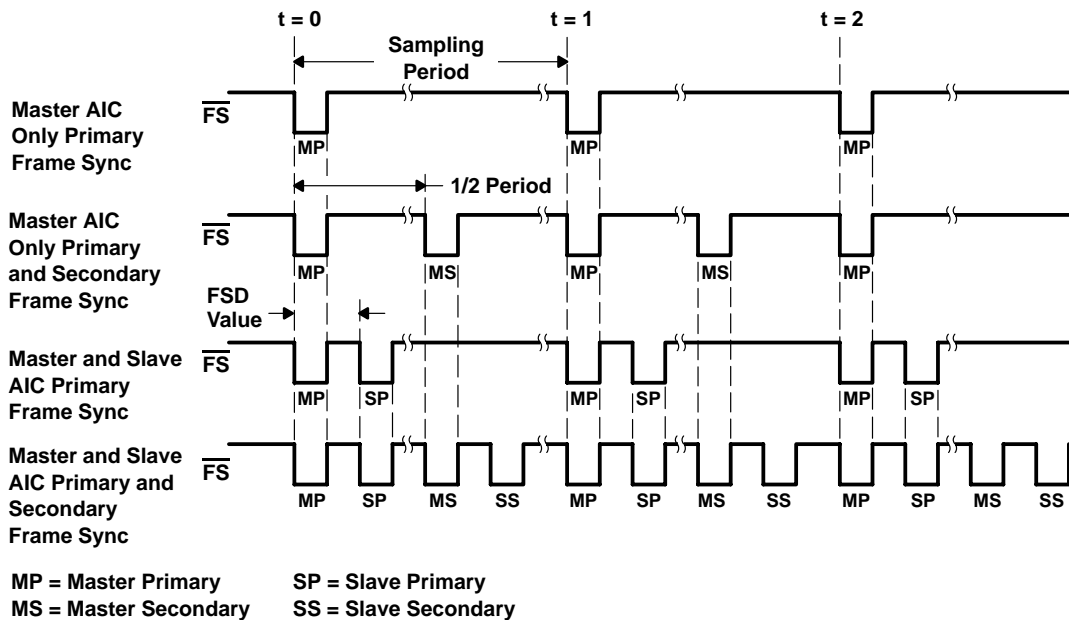 t = 0 t = 1 t = 2
Sampling
Period
Master AIC
Only Primary
Frame Sync
FS
MP MP MP
1/2 Period
Master AIC
Only Primary
and Secondary
Frame Sync
FS
MP MS MP MS MP
FSD
Value
Master and Slave
AIC Primary
Frame Sync
FS
MP SP MP SP MP SP
Master and Slave
AIC Primary and
Secondary
Frame Sync
FS
MP SP MS SS MP SP MS SS MP SP MS SS
MP = Master Primary SP = Slave Primary
MS = Master Secondary SS = Slave Secondary